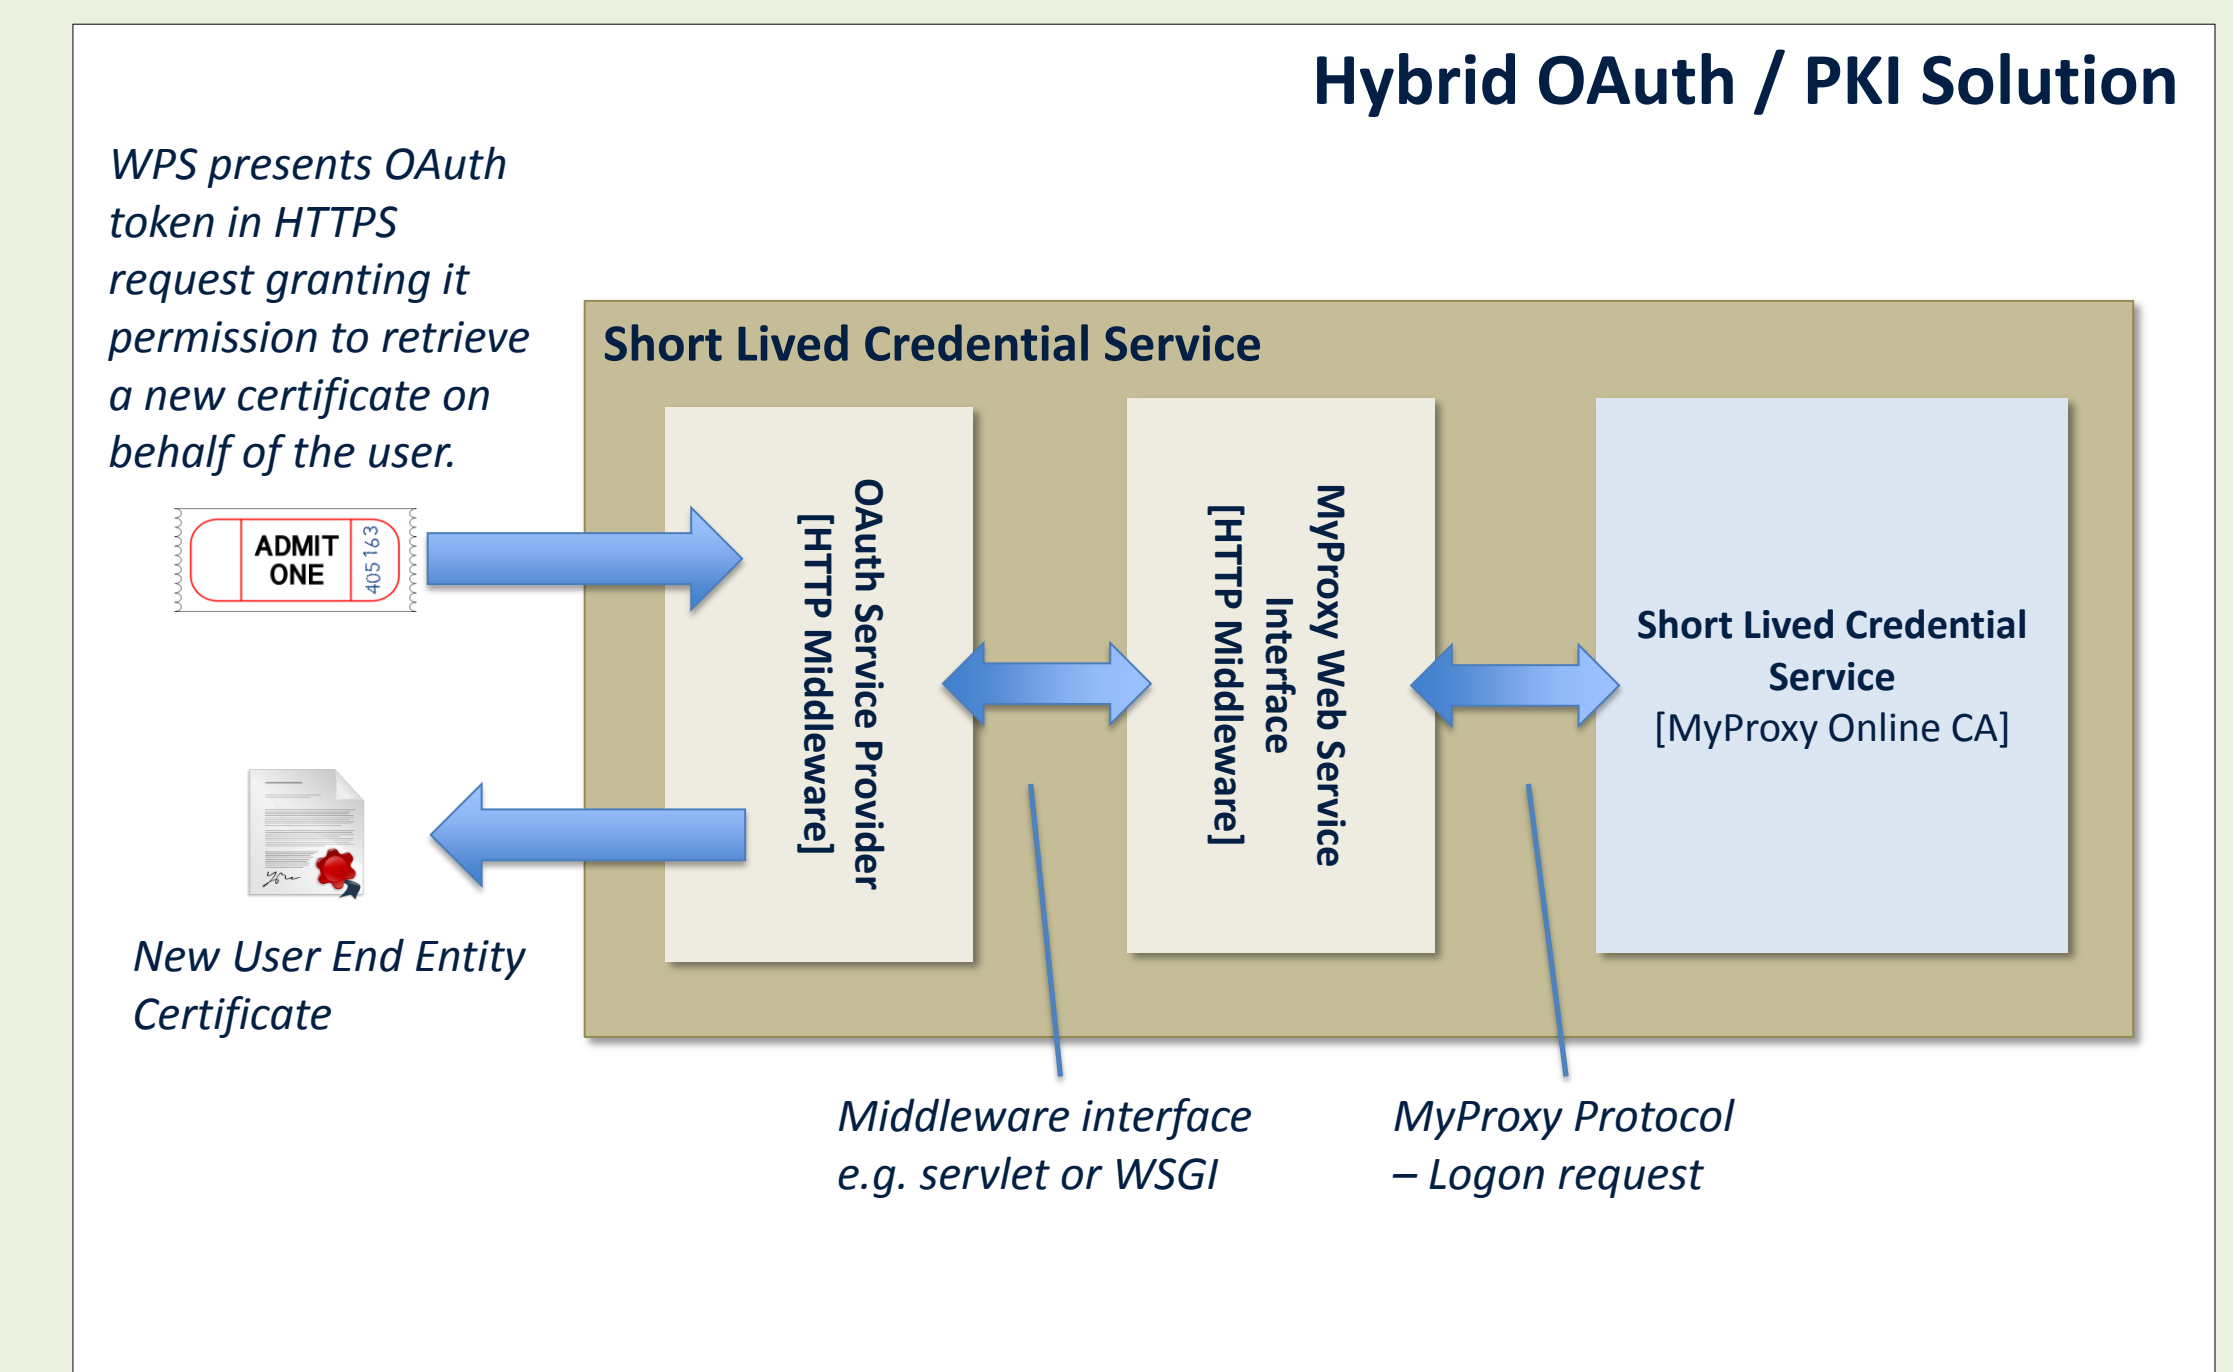 Hybrid OAuth / PKI Solution
WPS presents OAuth
token in HTTPS
request granting it
permission to retrieve
a new certificate on
behalf of the user.
Short Lived Credential Service
ADMIT
ONE
405 163
OAuth Service Provider
[HTTP Middleware]
MyProxy Web Service
Interface
[HTTP Middleware]
Short Lived Credential
Service
[MyProxy Online CA]
New User End Entity
Certificate
Middleware interface
e.g. servlet or WSGI
MyProxy Protocol
– Logon request